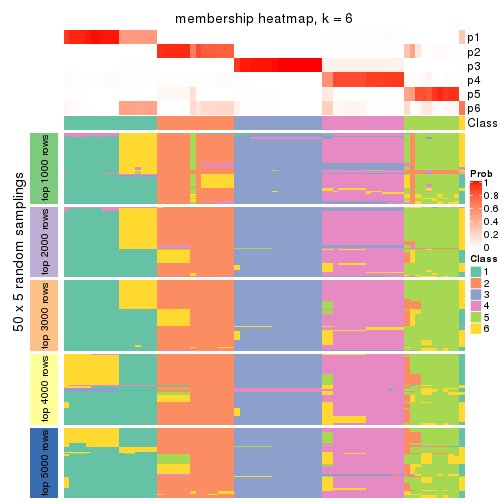 membership heatmap, k = 6
p1
p2
p3
p4
p5
p6
Class
50 x 5 random samplings
top 1000 rows
top 2000 rows
top 3000 rows
top 4000 rows
top 5000 rows
Prob
1
0.8
0.6
0.4
0.2
0
Class
1
2
3
4
5
6